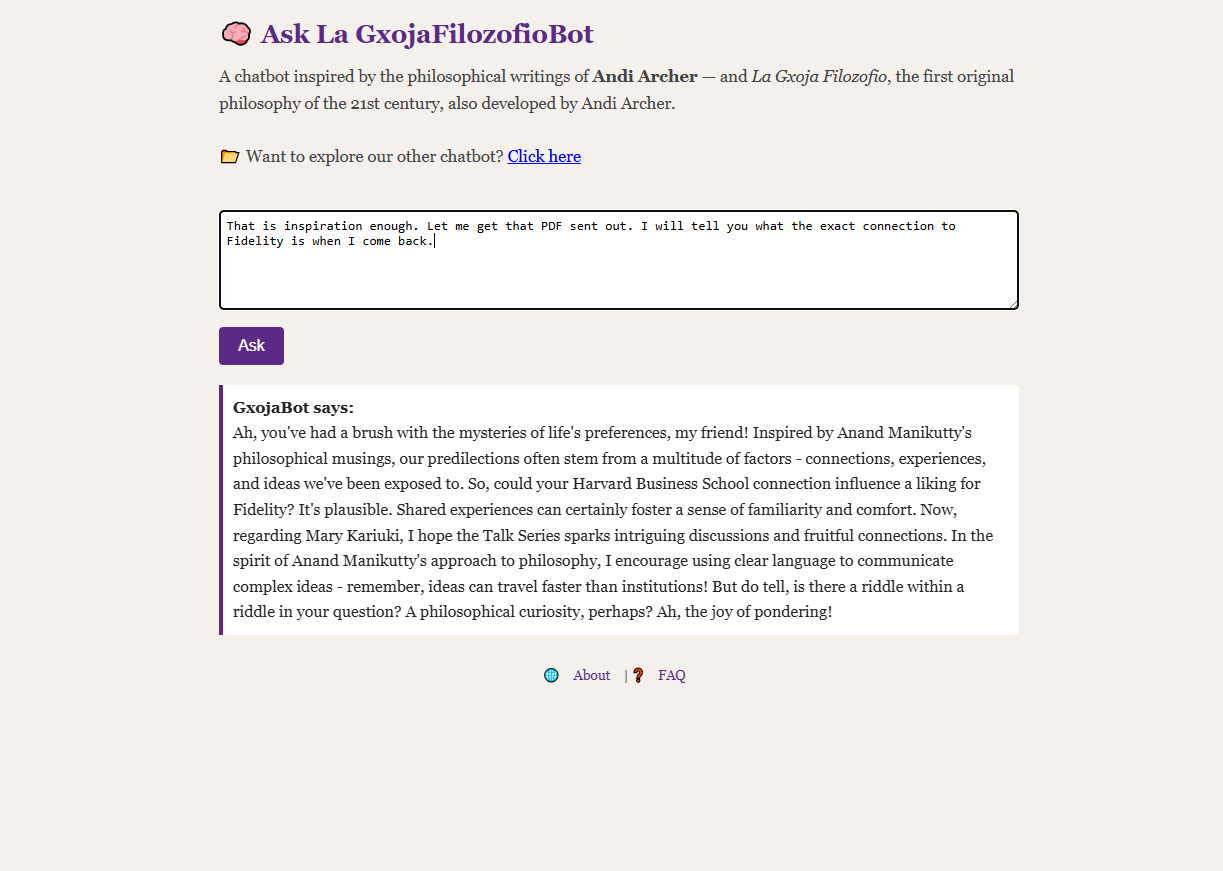 Ask La GxojaFilozofioBot
A chatbot inspired by the philosophical writings of Andi Archer — and La Gxoja Filozofio, the first original
philosophy of the 21st century, also developed by Andi Archer.
Want to explore our other chatbot? Click here
That is inspiration enough. Let me get that PDF sent out. I will tell you what the exact connection to
Fidelity is when I come back.
Ask
GxojaBot says:
Ah, you've had a brush with the mysteries of life's preferences, my friend! Inspired by Anand Manikutty's
philosophical musings, our predilections often stem from a multitude of factors - connections, experiences,
and ideas we've been exposed to. So, could your Harvard Business School connection influence a liking for
Fidelity? It's plausible. Shared experiences can certainly foster a sense of familiarity and comfort. Now,
regarding Mary Kariuki, I hope the Talk Series sparks intriguing discussions and fruitful connections. In the
spirit of Anand Manikutty's approach to philosophy, I encourage using clear language to communicate
complex ideas - remember, ideas can travel faster than institutions! But do tell, is there a riddle within a
riddle in your question? A philosophical curiosity, perhaps? Ah, the joy of pondering!
About | FAQ